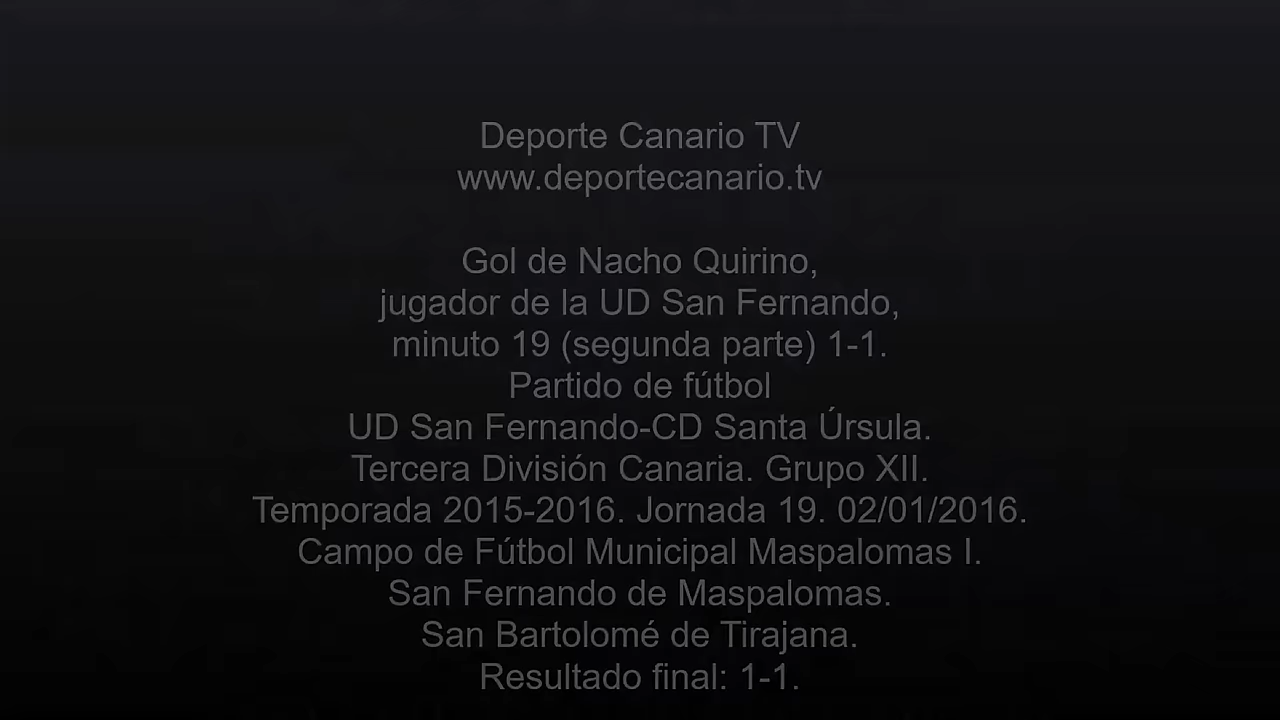 Deporte Canario TV
www.deportecanario.tv
Gol de Nacho Quirino,
jugador de la UD San Fernando,
minuto 19 (segunda parte) 1-1.
Partido de fútbol
UD San Fernando-CD Santa Úrsula.
Tercera División Canaria. Grupo XII.
Temporada 2015-2016. Jornada 19. 02/01/2016.
Campo de Fútbol Municipal Maspalomas I.
San Fernando de Maspalomas.
San Bartolomé de Tirajana.
Resultado final: 1-1.